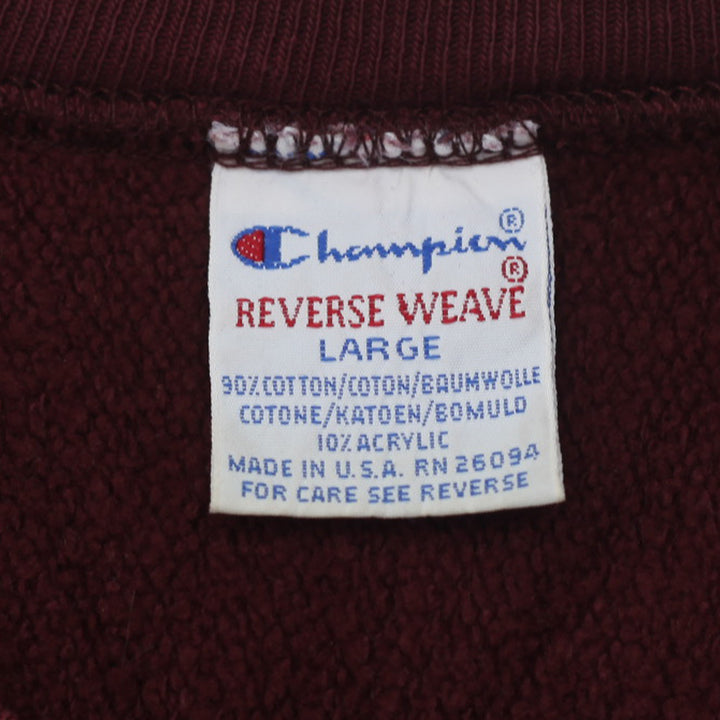 Champion®
REVERSE WEAVE®
LARGE
90% COTTON/COTON/BAUMWOLLE
COTONE/KATOEN/BOMULD
10% ACRYLIC
MADE IN U.S.A. RN 26094
FOR CARE SEE REVERSE